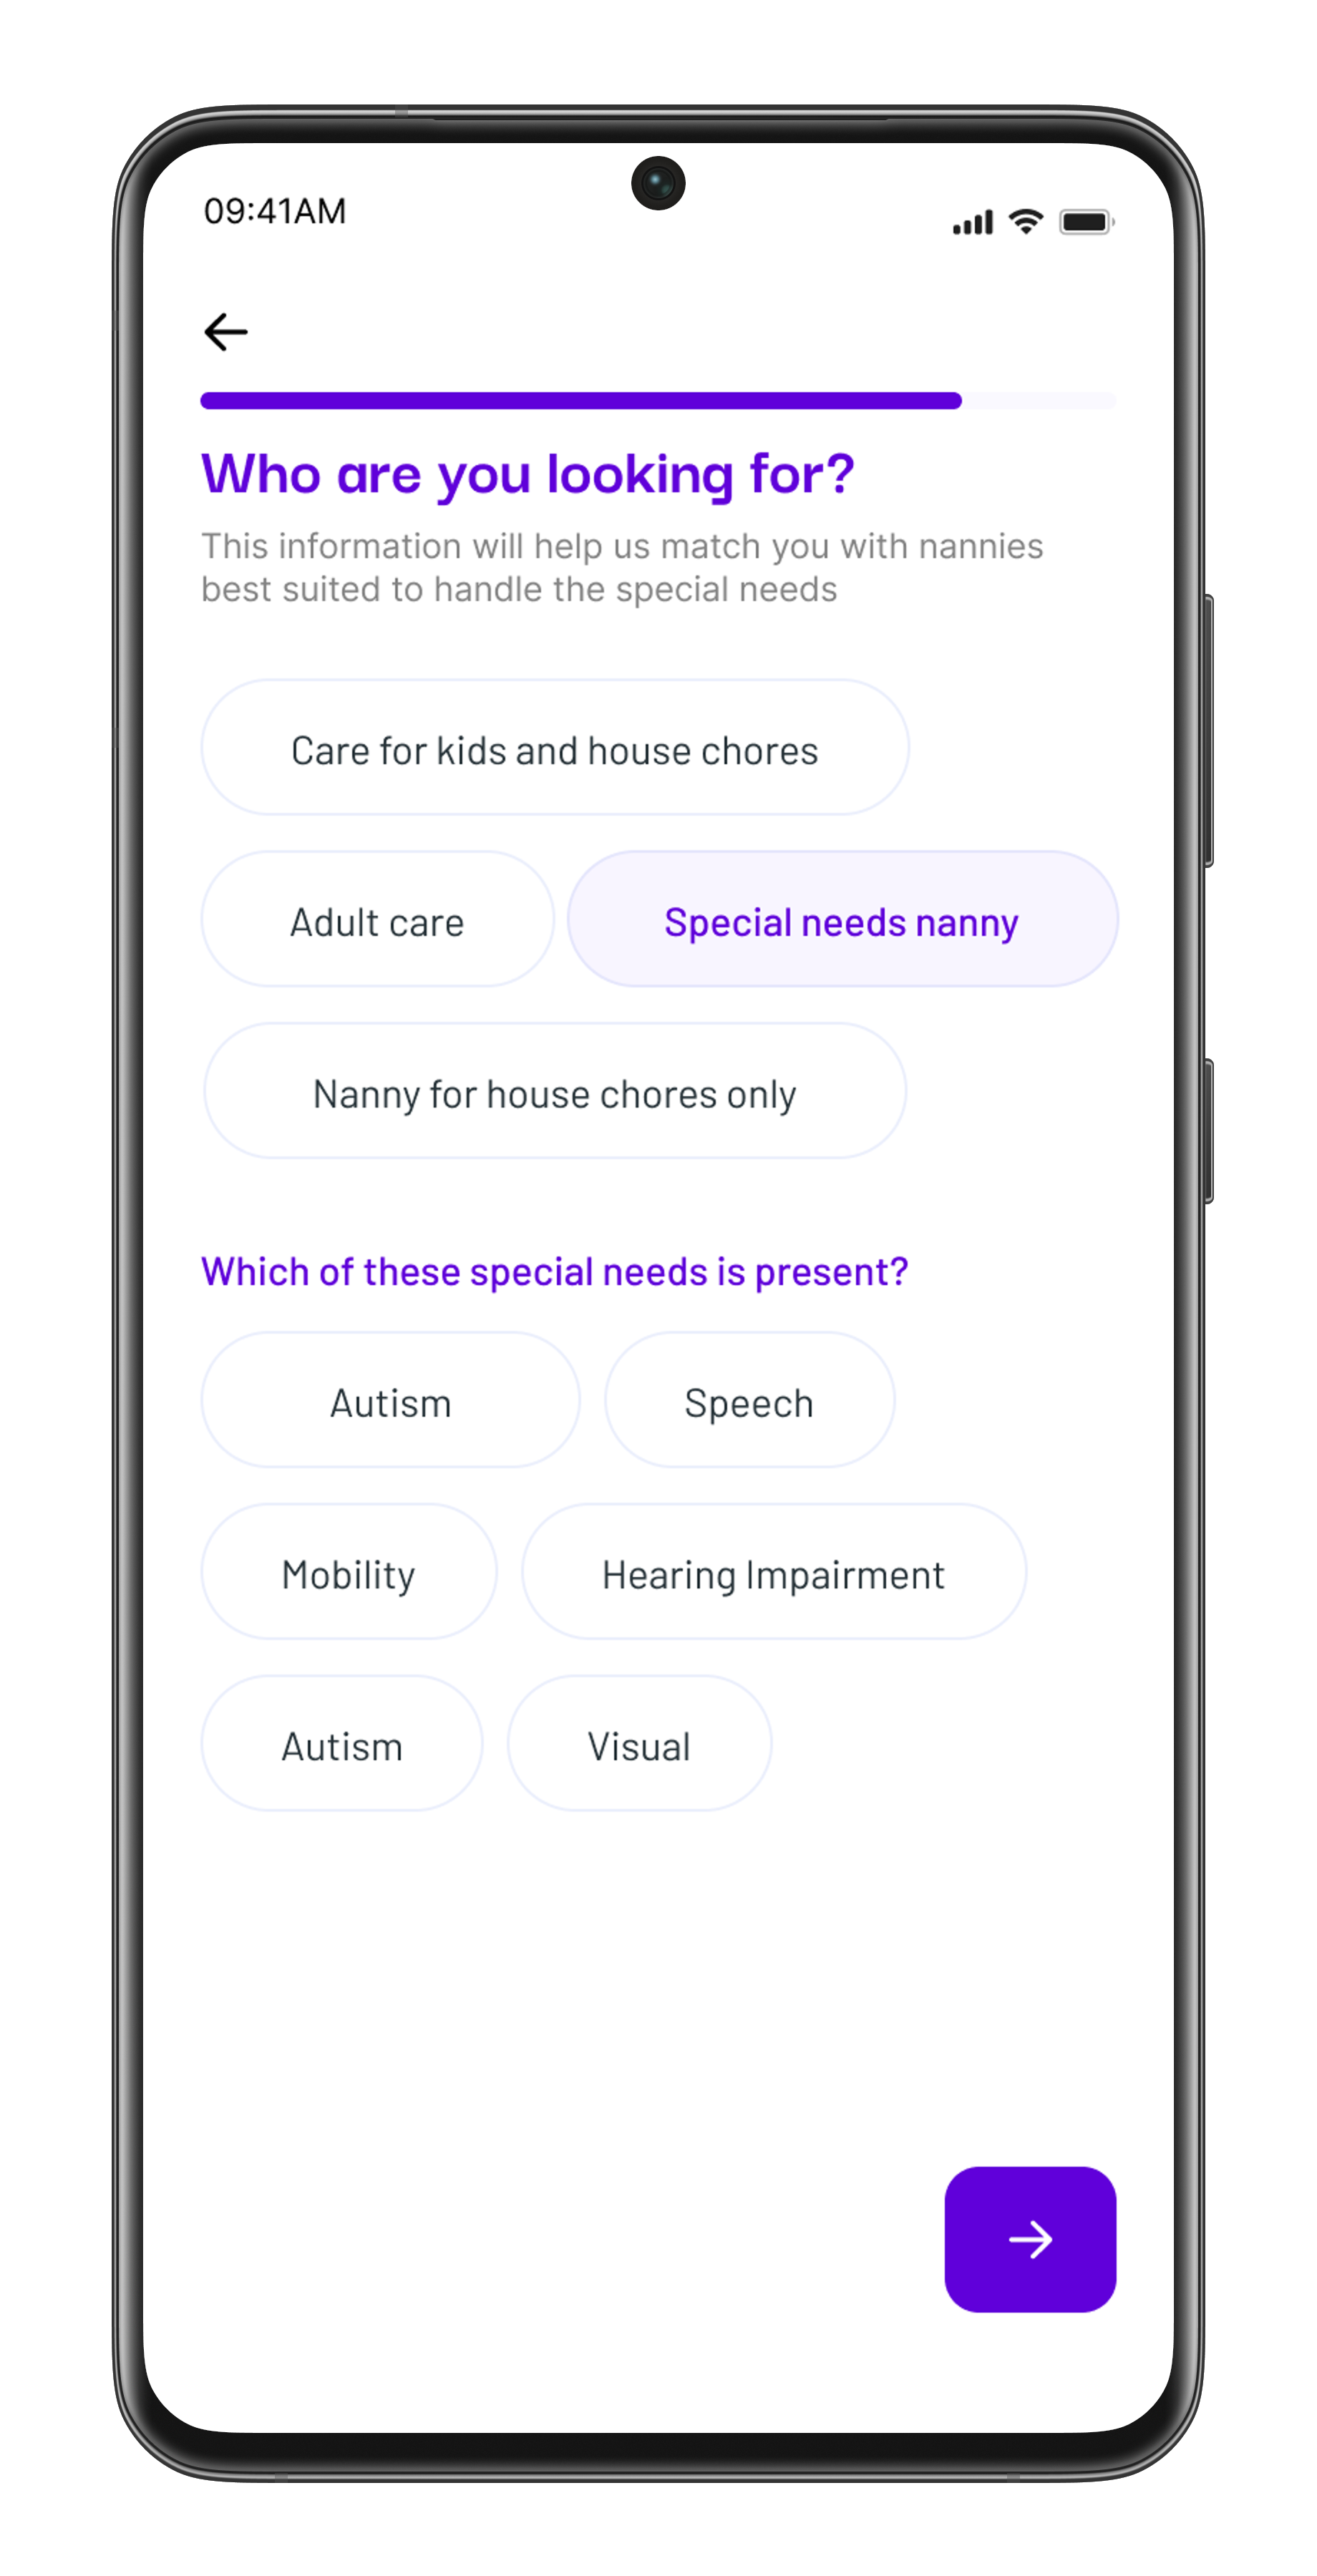 09:41AM
Who are you looking for?
This information will help us match you with nannies
best suited to handle the special needs
Care for kids and house chores
Adult care
Special needs nanny
Nanny for house chores only
Which of these special needs is present?
Autism
Speech
Mobility
Hearing Impairment
Autism
Visual